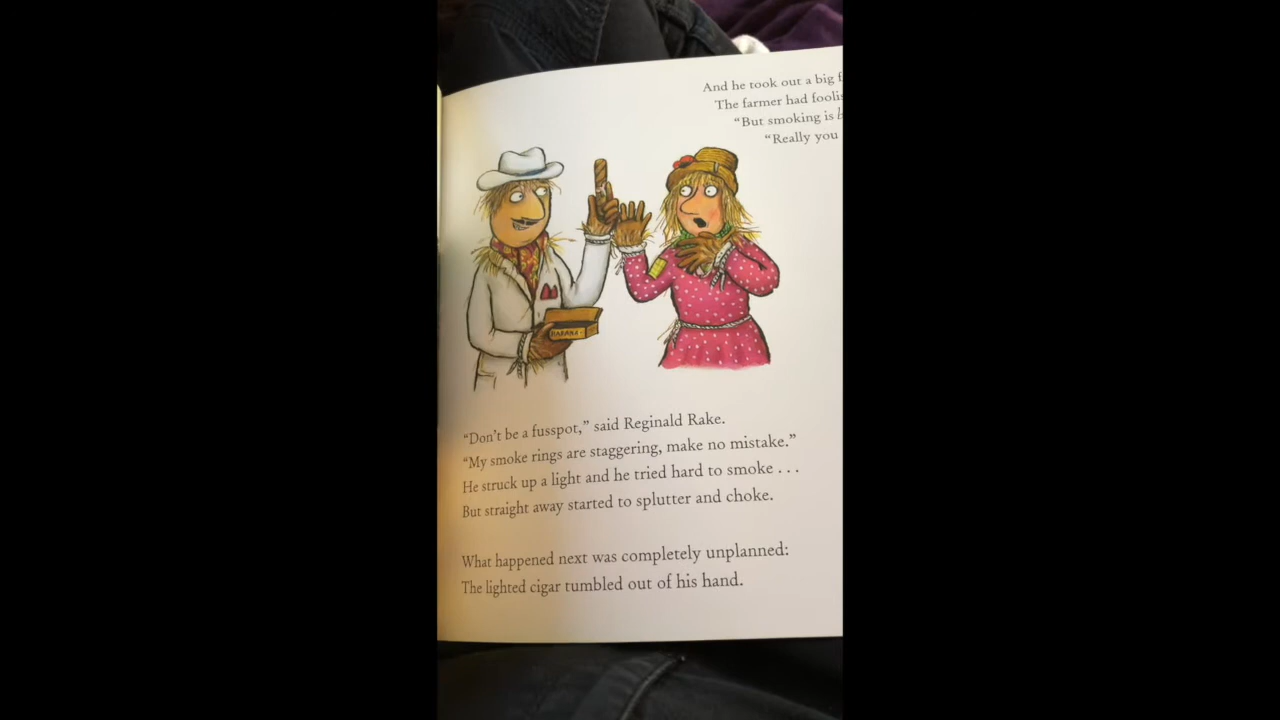 And he took out a big
The farmer had
"But smoking is
"Really you
HABANA
"Don't be a fusspot," said Reginald Rake.
"My smoke rings are staggering, make no mistake."
He struck up a light and he tried hard to smoke . . .
But straight away started to splutter and choke.
What happened next was completely unplanned:
The lighted cigar tumbled out of his hand.